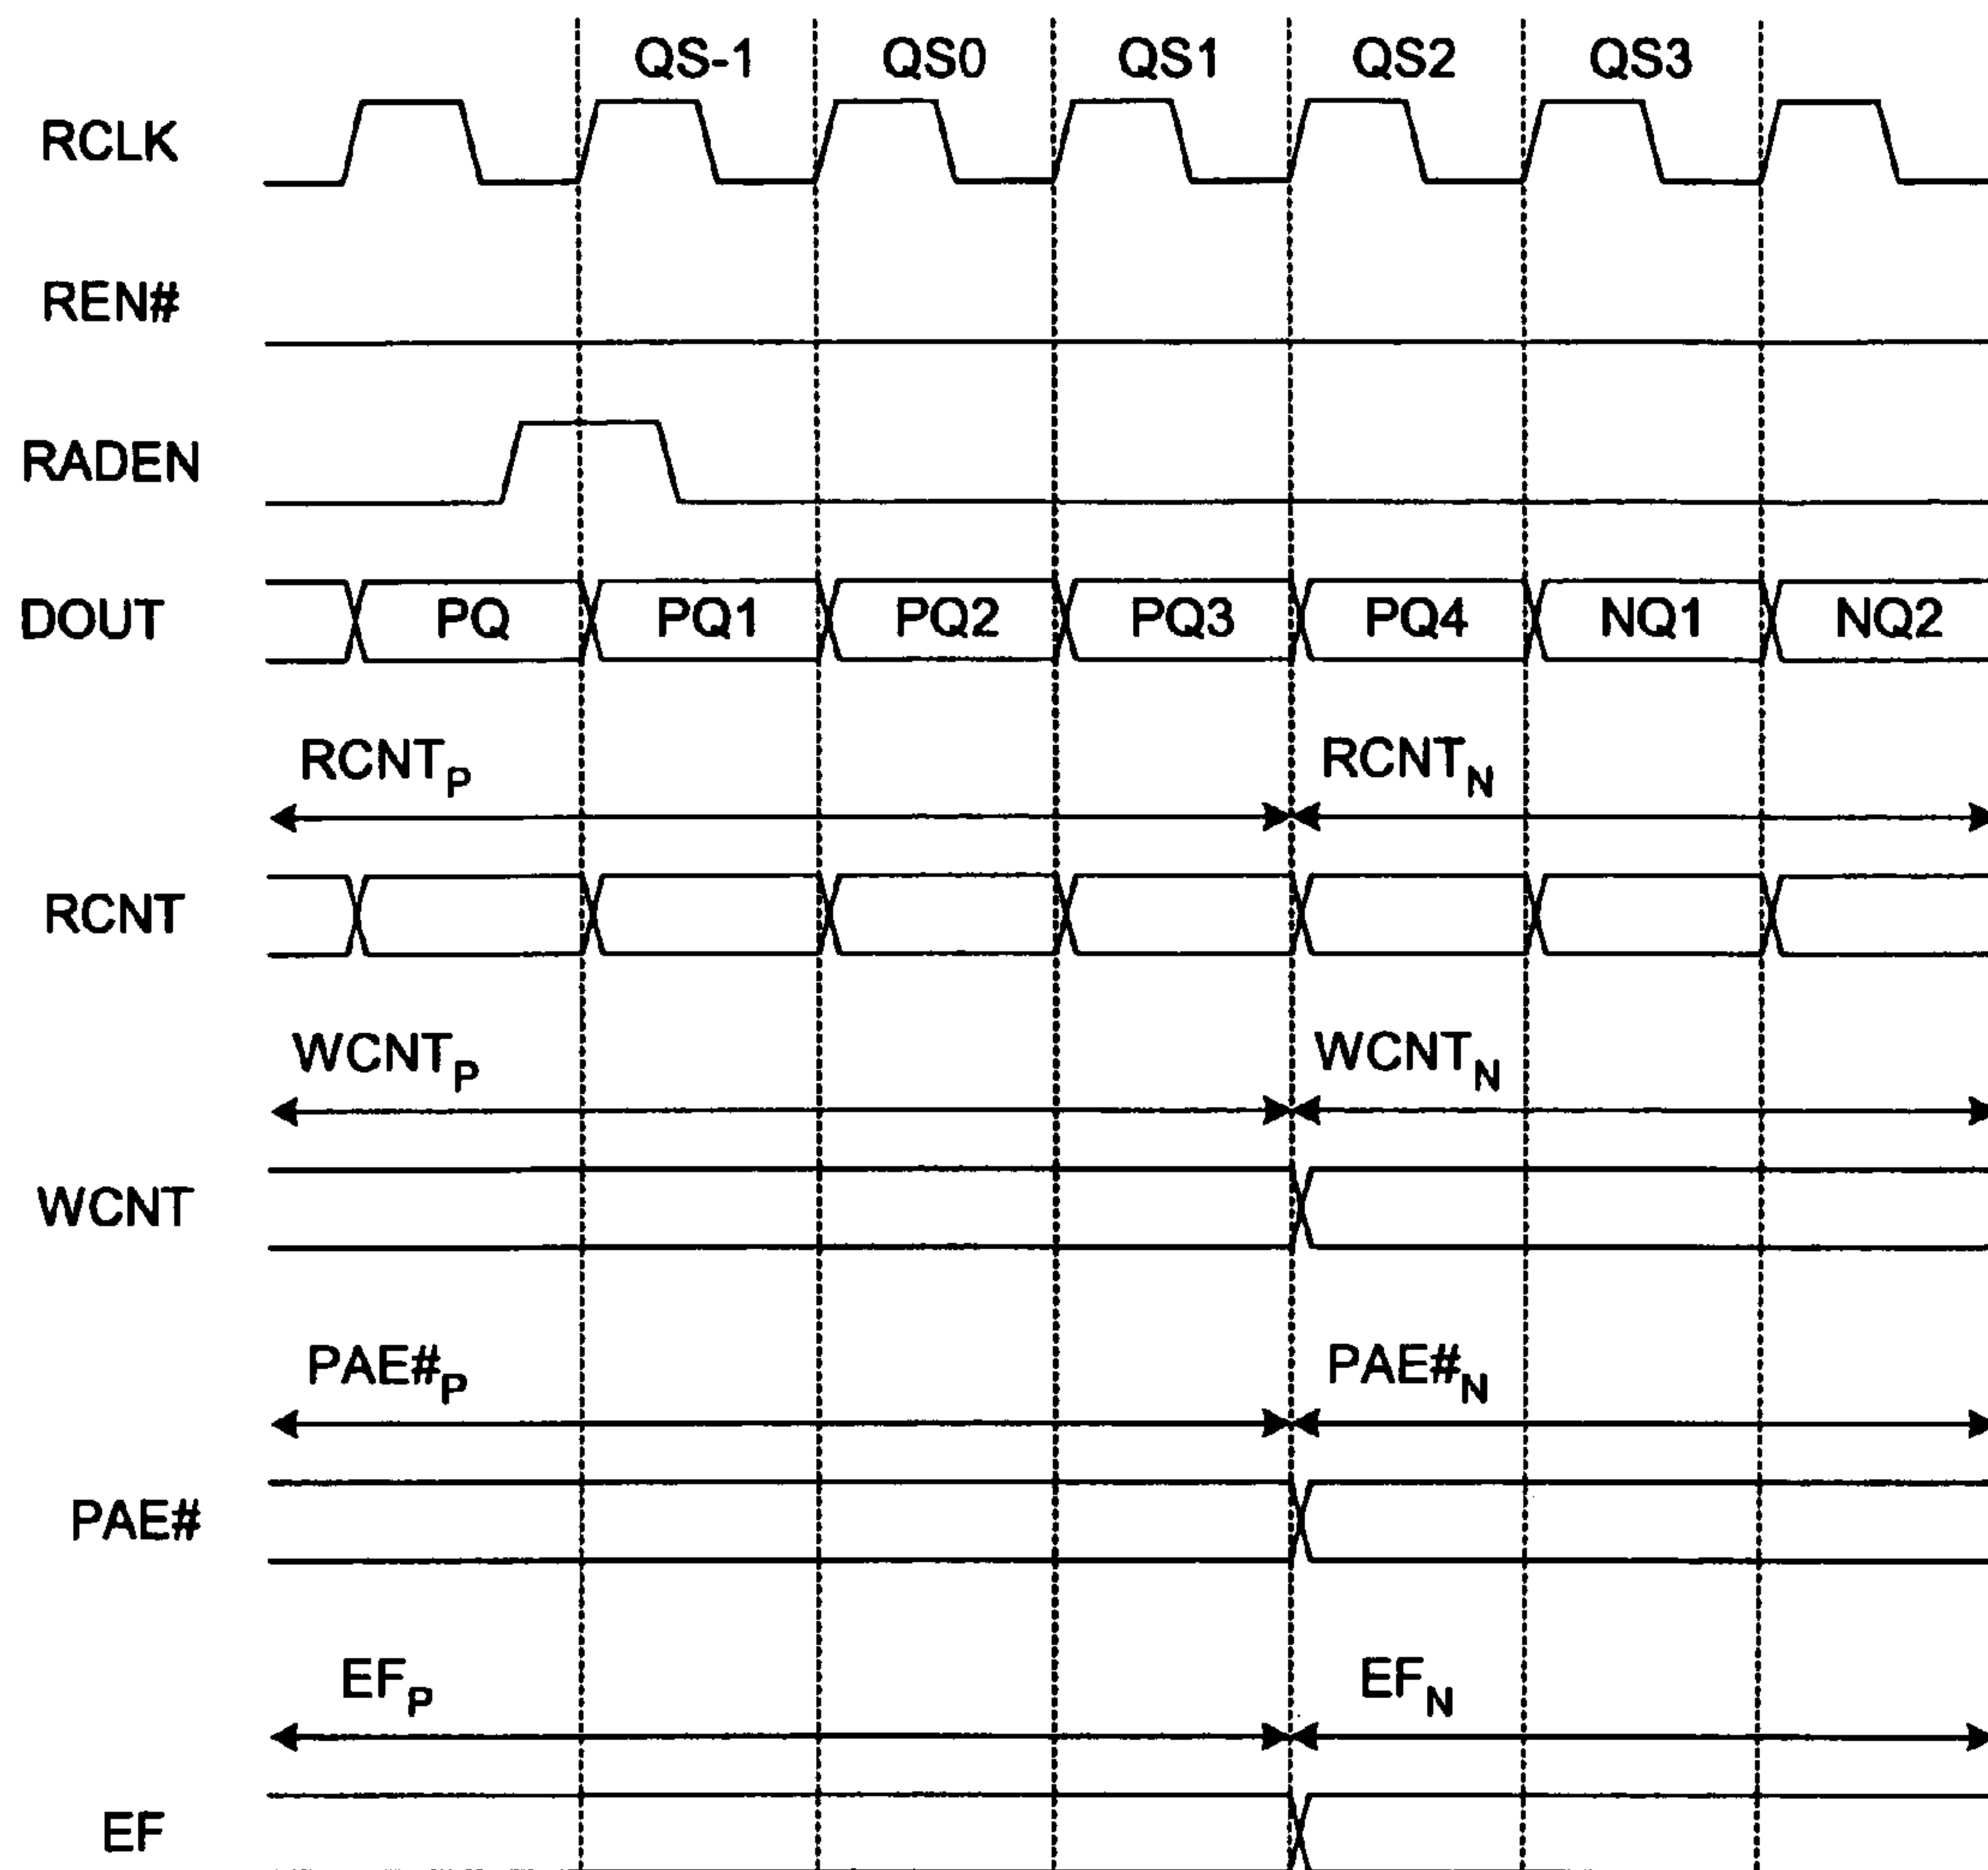 QS-1 QS0 QS1 QS2 QS3
RCLK
REN#
RADEN
DOUT PQ PQ1 PQ2 PQ3 PQ4 NQ1 NQ2
RCNTP RCNTN
RCNT
WCNTP WCNTN
WCNT
PAE#P PAE#N
PAE#
EFP EFN
EF